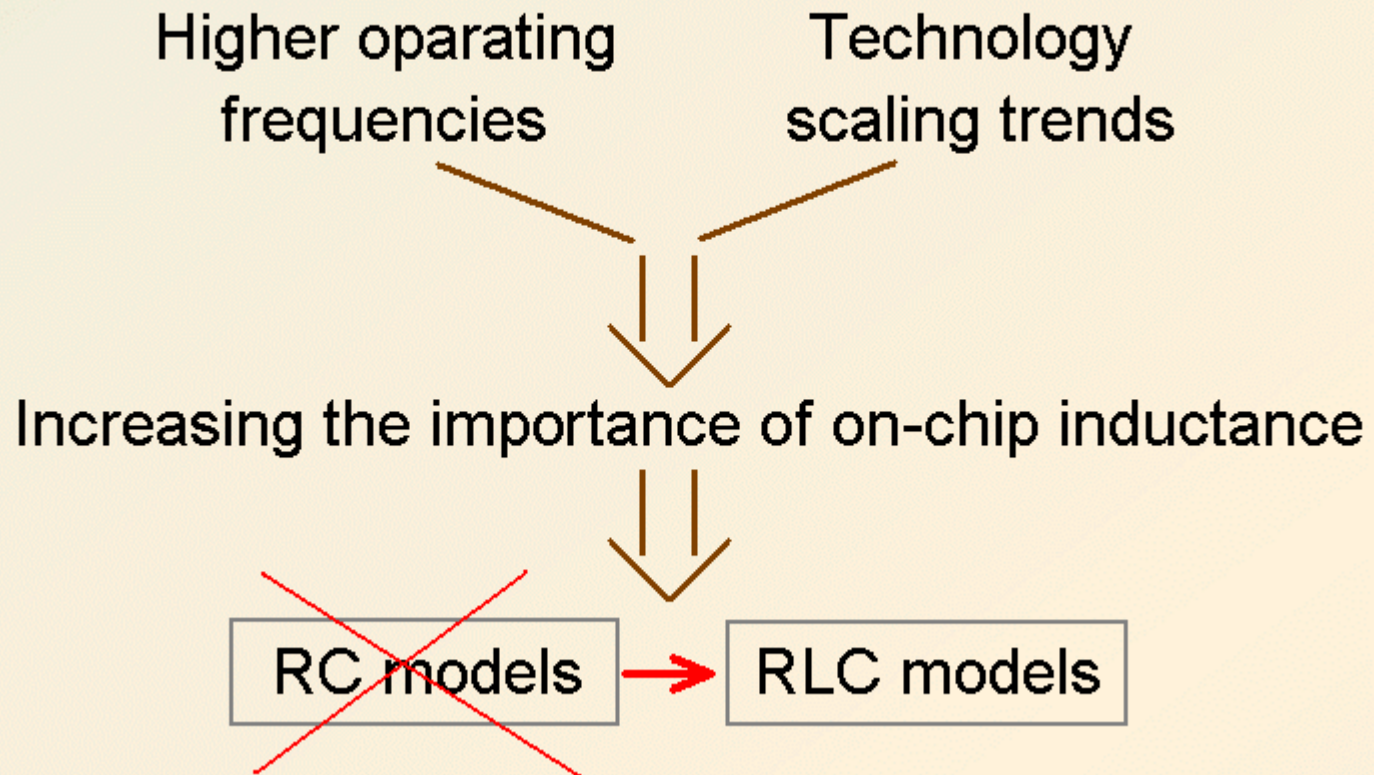 Higher oparating
frequencies
Technology
scaling trends
Increasing the importance of on-chip inductance
RC models
RLC models